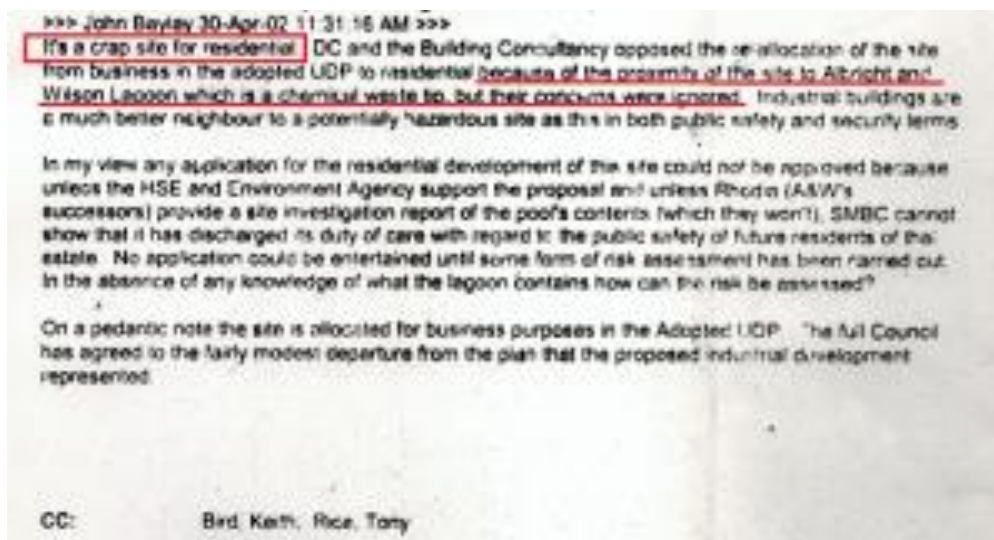 >>> John Bayley 30-Apr-02 11:31:16 AM >>>
It's a crap site for residential. DC and the Building Consultancy opposed the re-allocation of the site
from business in the adopted UDP to residential because of the proximity of the site to Albright and
Wilson Lagoon which is a chemical waste tip, but their concerns were ignored. Industrial buildings are
a much better neighbour to a potentially hazardous site as this in both public safety and security terms
In my view any application for the residential development of this site could not be approved because
unless the HSE and Environment Agency support the proposal and unless Rhodia (A&W's
successors) provide a site investigation report of the pool's contents (which they won't), SMBC cannot
show that it has discharged its duty of care with regard to the public safety of future residents of the
estate. No application could be entertained until some form of risk assessment has been carried out.
In the absence of any knowledge of what the lagoon contains how can the risk be assessed?
On a pedantic note the site is allocated for business purposes in the Adopted UDP. The full Council
has agreed to the fairly modest departure from the plan that the proposed industrial development
represented.
CC: Bird, Keith; Rice, Tony